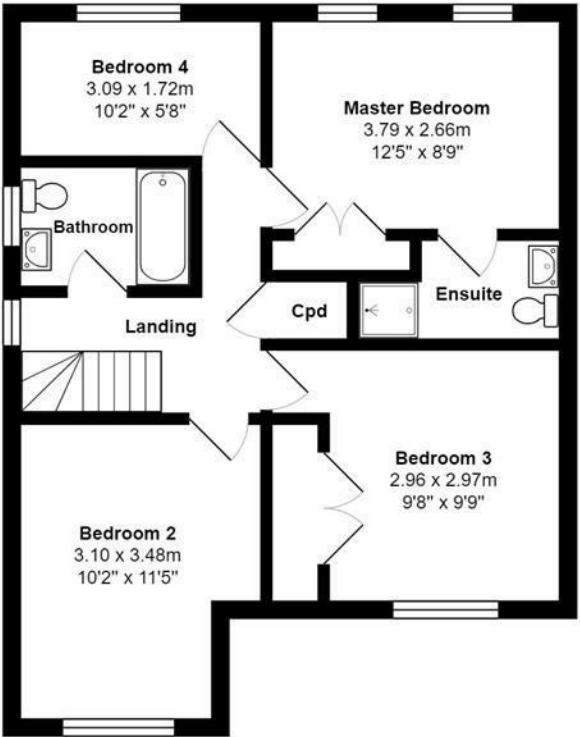 Bedroom 4
3.09 x 1.72m
10'2" x 5'8"
Master Bedroom
3.79 x 2.66m
12'5" x 8'9"
Bathroom
Ensuite
Cpd
Landing
Bedroom 3
2.96 x 2.97m
9'8" x 9'9"
Bedroom 2
3.10 x 3.48m
10'2" x 11'5"